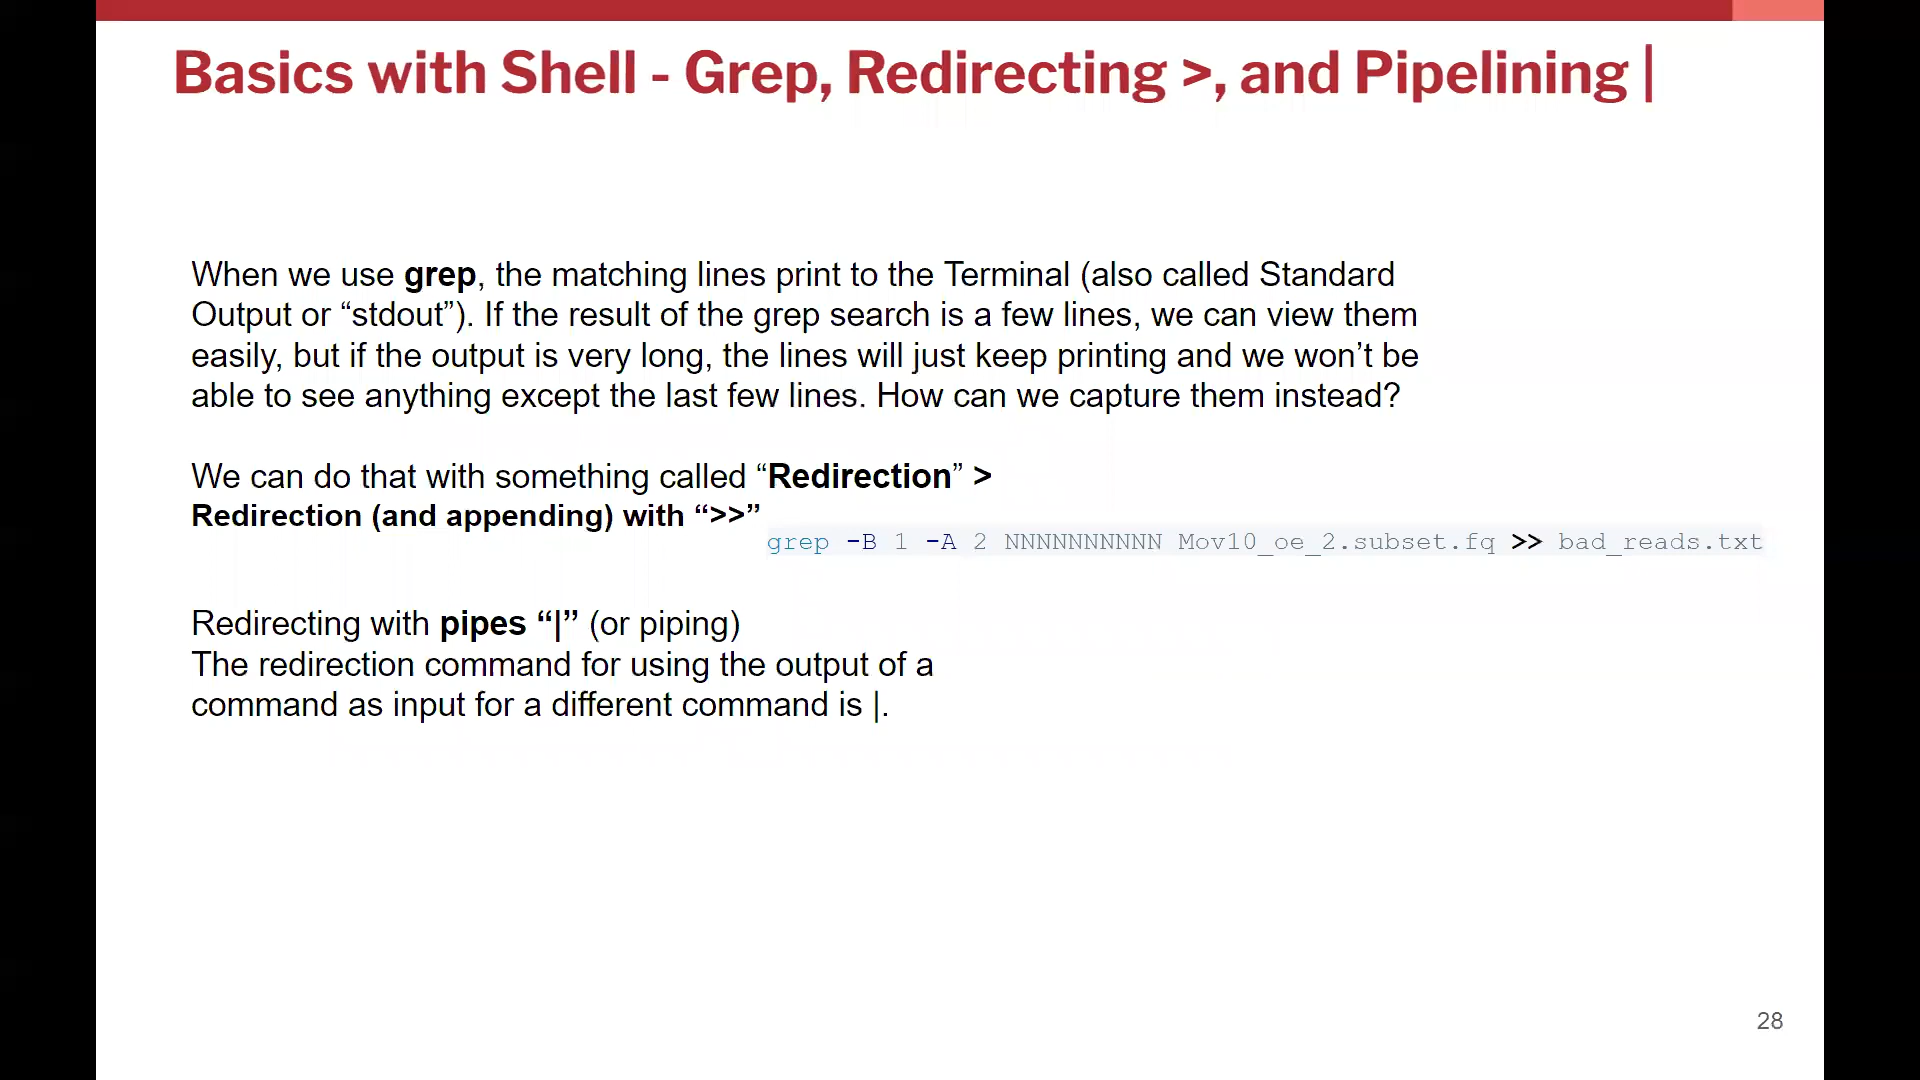 Basics with Shell - Grep, Redirecting >, and Pipelining |
When we use grep, the matching lines print to the Terminal (also called Standard
Output or “stdout”). If the result of the grep search is a few lines, we can view them
easily, but if the output is very long, the lines will just keep printing and we won’t be
able to see anything except the last few lines. How can we capture them instead?
We can do that with something called “Redirection” >
Redirection (and appending) with “>>”
grep -B 1 -A 2 NNNNNNNNNN Mov10_oe_2.subset.fq >> bad_reads.txt
Redirecting with pipes “|” (or piping)
The redirection command for using the output of a
command as input for a different command is |.
28